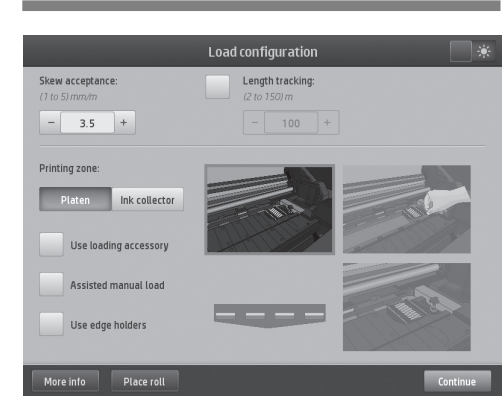 Load configuration
Skew acceptance:
(1 to 5) mm/m
− 3.5 +
Length tracking:
(2 to 150) m
− 100 +
Printing zone:
Platen
Ink collector
Use loading accessory
Assisted manual load
Use edge holders
More info
Place roll
Continue